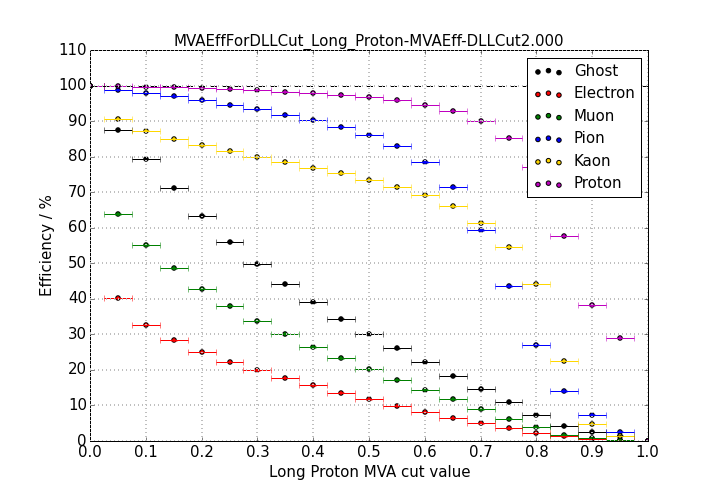 MVAEffForDLLCut_Long_Proton-MVAEff-DLLCut2.000
110
100
90
80
70
60
50
40
30
20
10
0
Efficiency / %
Ghost
Electron
Muon
Pion
Kaon
Proton
0.0 0.1 0.2 0.3 0.4 0.5 0.6 0.7 0.8 0.9 1.0
Long Proton MVA cut value